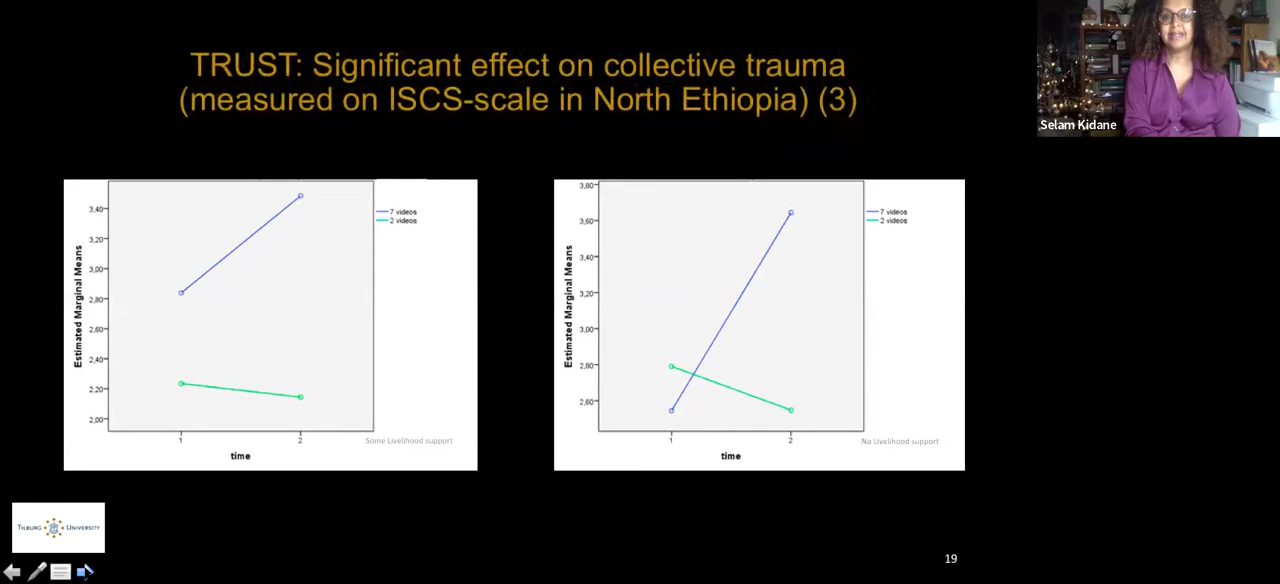 TRUST: Significant effect on collective trauma
(measured on ISCS-scale in North Ethiopia) (3)
Selam Kidane
Estimated Marginal Means
3,40
3,20
3,00
2,80
2,60
2,40
2,20
2,00
1
2
time
7 videos
2 videos
Some Livelihood support
Estimated Marginal Means
3,80
3,60
3,40
3,20
3,00
2,80
2,60
1
2
time
7 videos
2 videos
No Livelihood support
TILBURG UNIVERSITY
19